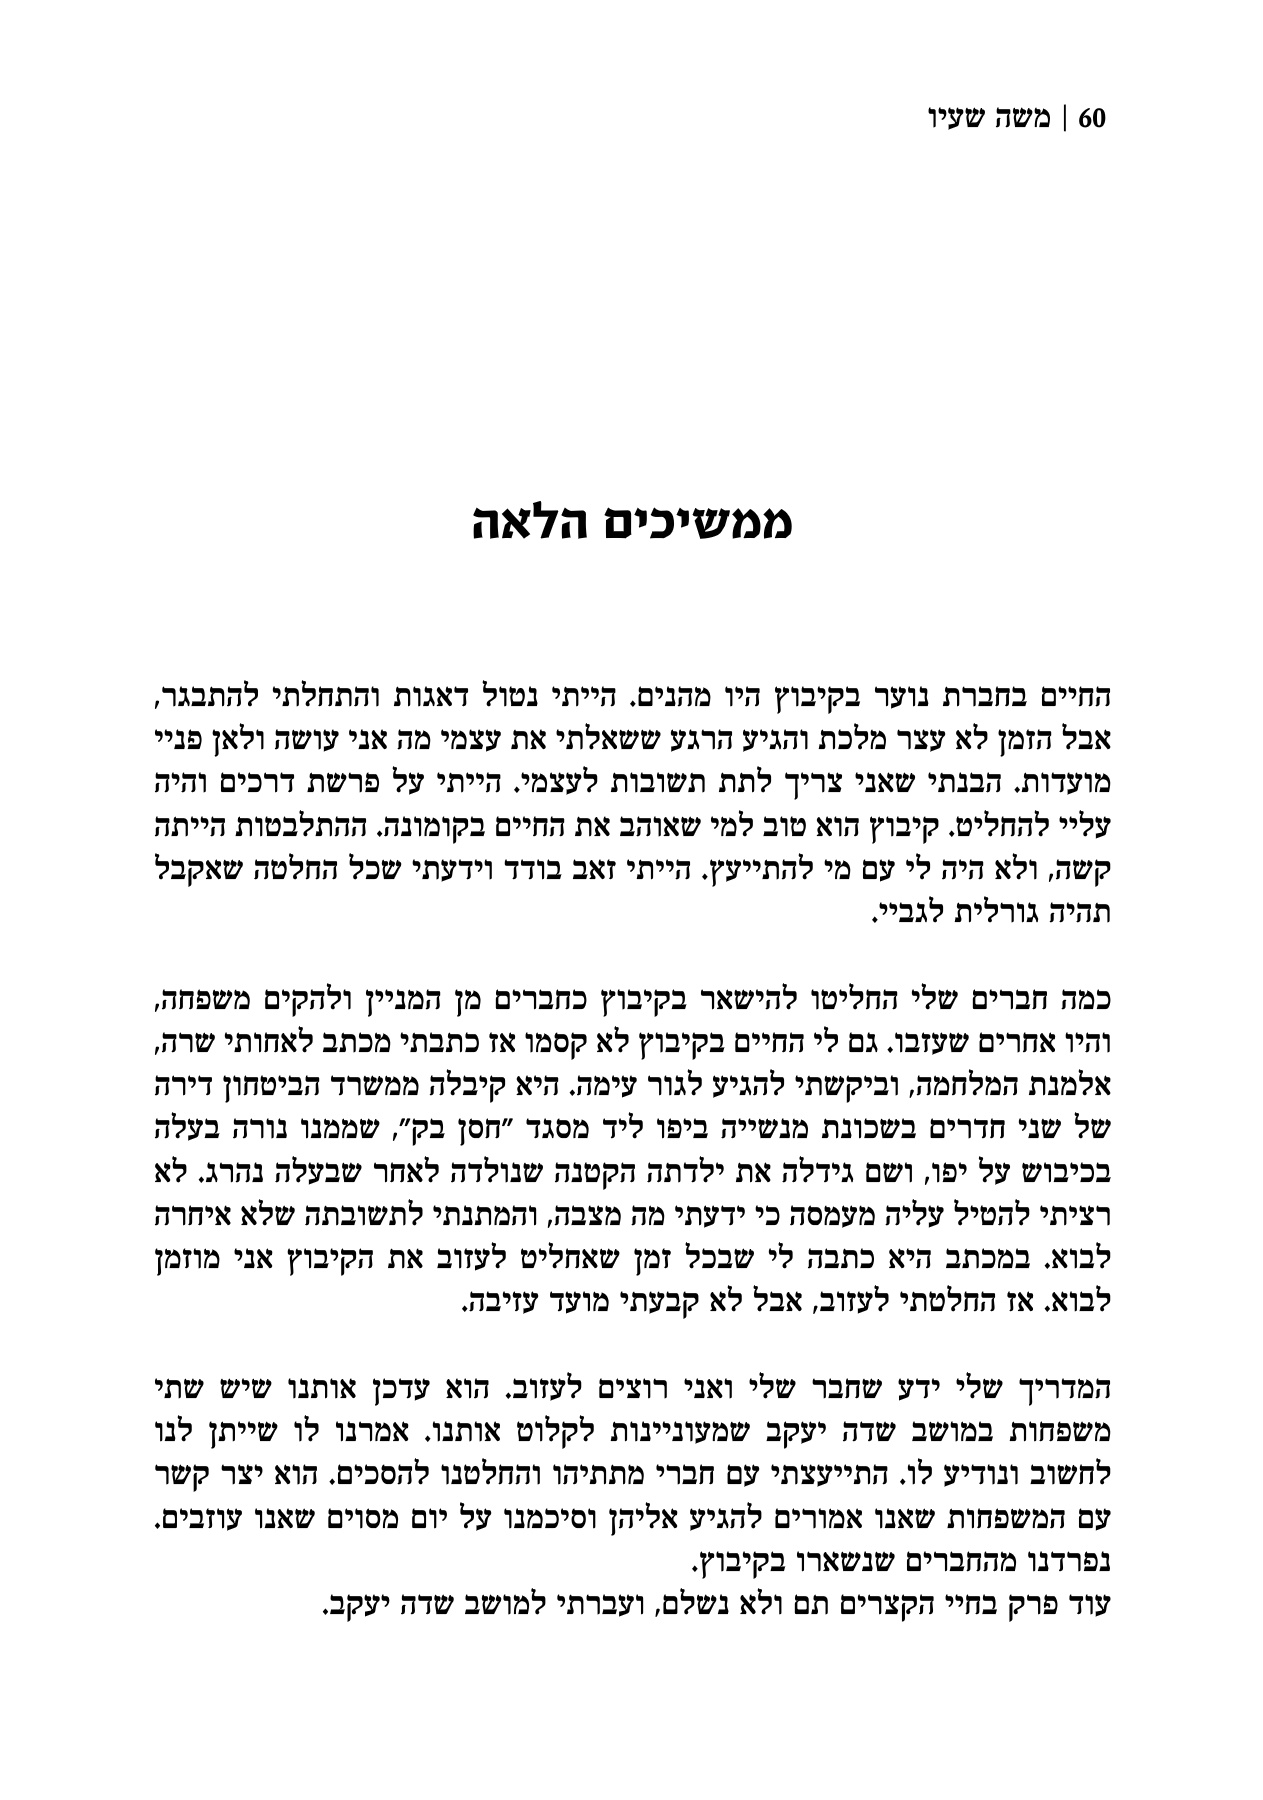 60 | משה שעיו
ממשיכים הלאה
החיים בחברת נוער בקיבוץ היו מהנים. הייתי נטול דאגות והתחלתי להתבגר,
אבל הזמן לא עצר מלכת והגיע הרגע ששאלתי את עצמי מה אני עושה ולאן פניי
מועדות. הבנתי שאני צריך לתת תשובות לעצמי. הייתי על פרשת דרכים והיה
עליי להחליט. קיבוץ הוא טוב למי שאוהב את החיים בקומונה. ההתלבטות הייתה
קשה, ולא היה לי עם מי להתייעץ. הייתי זאב בודד וידעתי שכל החלטה שאקבל
תהיה גורלית לגביי.
כמה חברים שלי החליטו להישאר בקיבוץ כחברים מן המניין ולהקים משפחה,
והיו אחרים שעזבו. גם לי החיים בקיבוץ לא קסמו אז כתבתי מכתב לאחותי שרה,
אלמנת המלחמה, וביקשתי להגיע לגור עימה. היא קיבלה ממשרד הביטחון דירה
של שני חדרים בשכונת מנשייה ביפו ליד מסגד "חסן בק", שממנו נורה בעלה
בכיבוש על יפו, ושם גידלה את ילדתה הקטנה שנולדה לאחר שבעלה נהרג. לא
רציתי להטיל עליה מעמסה כי ידעתי מה מצבה, והמתנתי לתשובתה שלא איחרה
לבוא. במכתב היא כתבה לי שבכל זמן שאחליט לעזוב את הקיבוץ אני מוזמן
לבוא. אז החלטתי לעזוב, אבל לא קבעתי מועד עזיבה.
המדריך שלי ידע שחבר שלי ואני רוצים לעזוב. הוא עדכן אותנו שיש שתי
משפחות במושב שדה יעקב שמעוניינות לקלוט אותנו. אמרנו לו שייתן לנו
לחשוב ונודיע לו. התייעצתי עם חברי מתתיהו והחלטנו להסכים. הוא יצר קשר
עם המשפחות שאנו אמורים להגיע אליהן וסיכמנו על יום מסוים שאנו עוזבים.
נפרדנו מהחברים שנשארו בקיבוץ.
עוד פרק בחיי הקצרים תם ולא נשלם, ועברתי למושב שדה יעקב.